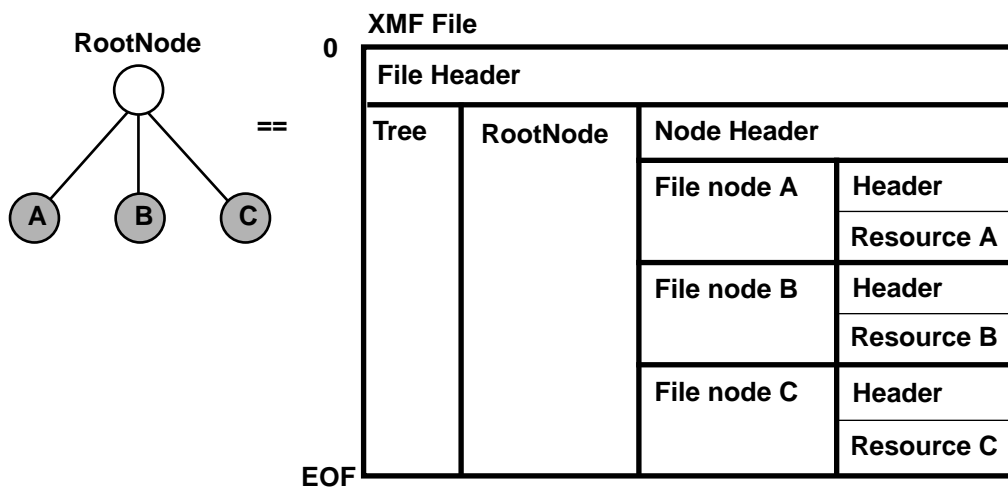 XMF File
RootNode
0
File Header
==
Tree
RootNode
Node Header
File node A
Header
A
B
C
Resource A
File node B
Header
Resource B
File node C
Header
Resource C
EOF